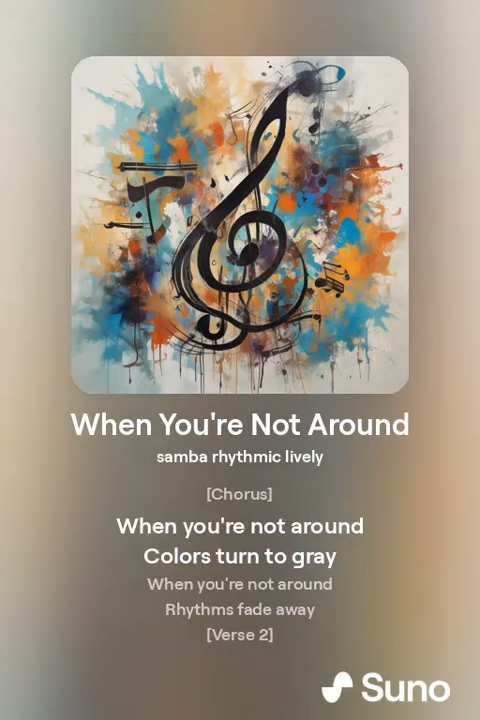 When You're Not Around
samba rhythmic lively
[Chorus]
When you're not around
Colors turn to gray
When you're not around
Rhythms fade away
[Verse 2]
Suno